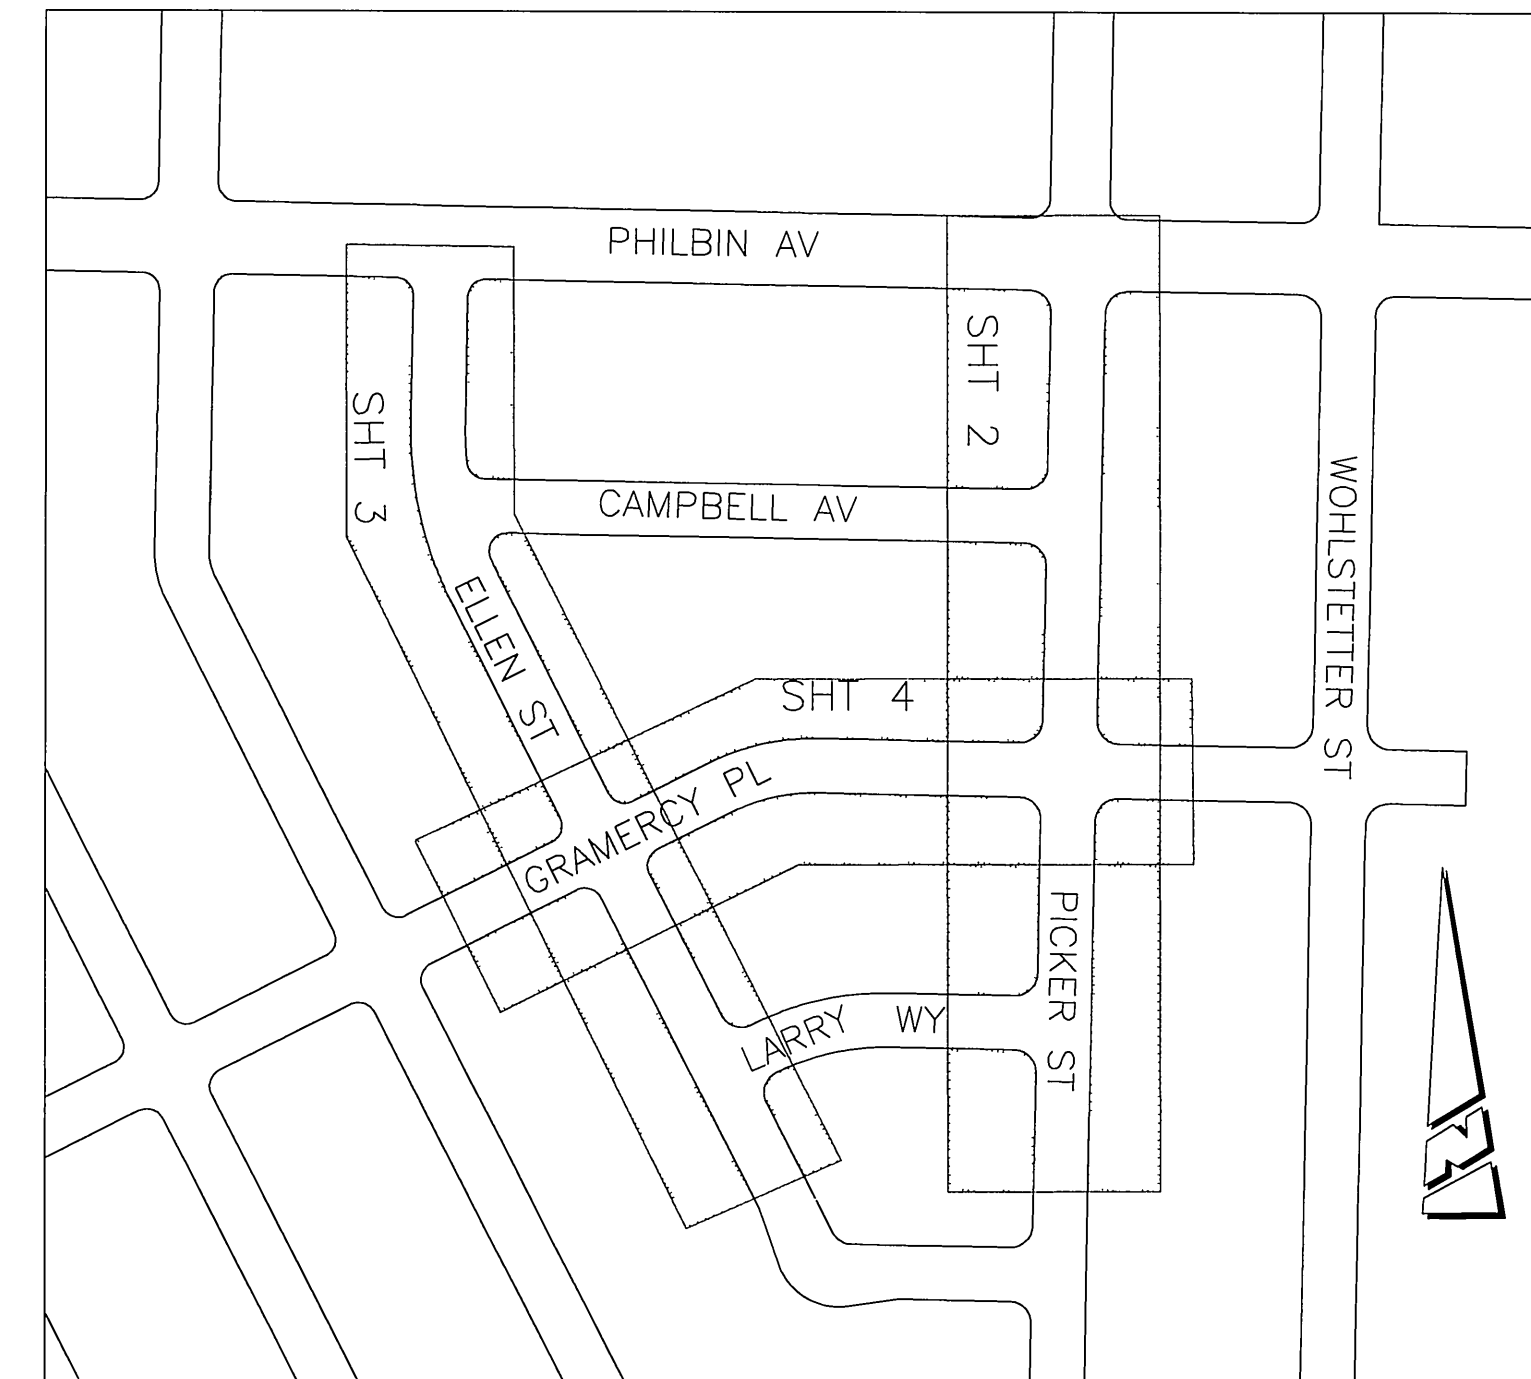 PHILBIN AV
SHT 2
SHT 3
CAMPBELL AV
WOHLSTETTER ST
ELLEN ST
SHT 4
GRAMERCY PL
PICKER ST
LARRY WY